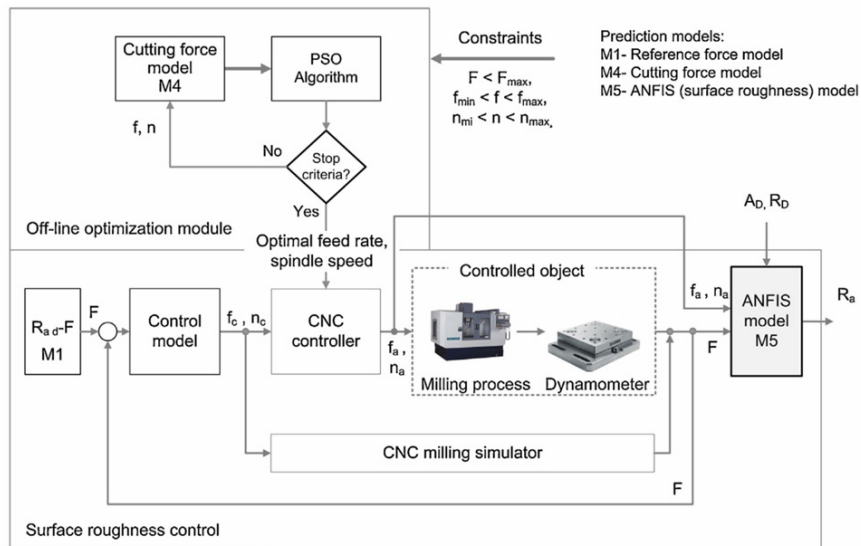 Cutting force
model
M4
PSO
Algorithm
Constraints
F < Fmax,
fmin < f < fmax,
nmi < n < nmax,
Prediction models:
M1- Reference force model
M4- Cutting force model
M5- ANFIS (surface roughness) model
f, n
No
Stop
criteria?
Yes
Off-line optimization module
Optimal feed rate,
spindle speed
AD, RD
Controlled object
Ra d-F
M1
F
Control
model
fc , nc
CNC
controller
fa ,
na
Milling process
Dynamometer
fa , na
F
ANFIS
model
M5
Ra
CNC milling simulator
F
Surface roughness control